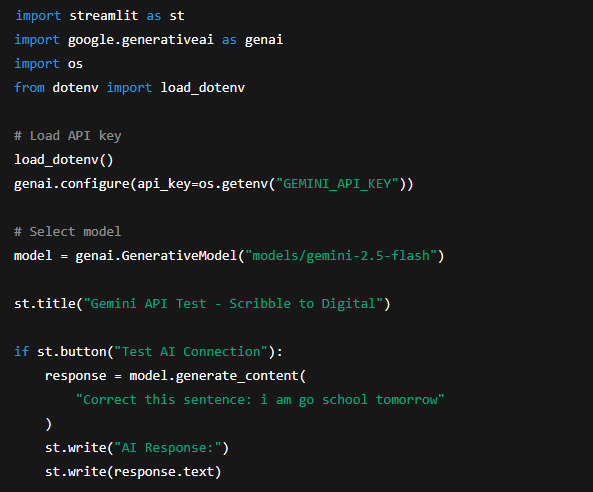 import streamlit as st
import google.generativeai as genai
import os
from dotenv import load_dotenv
# Load API key
load_dotenv()
genai.configure(api_key=os.getenv("GEMINI_API_KEY"))
# Select model
model = genai.GenerativeModel("models/gemini-2.5-flash")
st.title("Gemini API Test - Scribble to Digital")
if st.button("Test AI Connection"):
    response = model.generate_content(
        "Correct this sentence: i am go school tomorrow"
    )
    st.write("AI Response:")
    st.write(response.text)